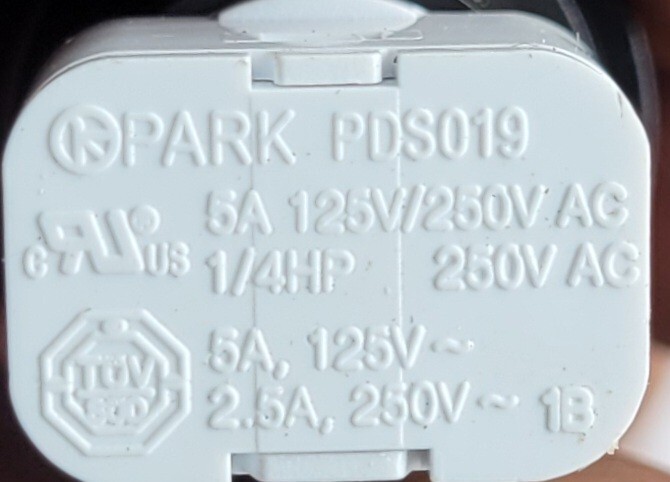 K PARK PDS019
5A 125V/250V AC
c RU ® US 1/4HP 250V AC
5A, 125V~
TÜV SÜD 2.5A, 250V~ 1B